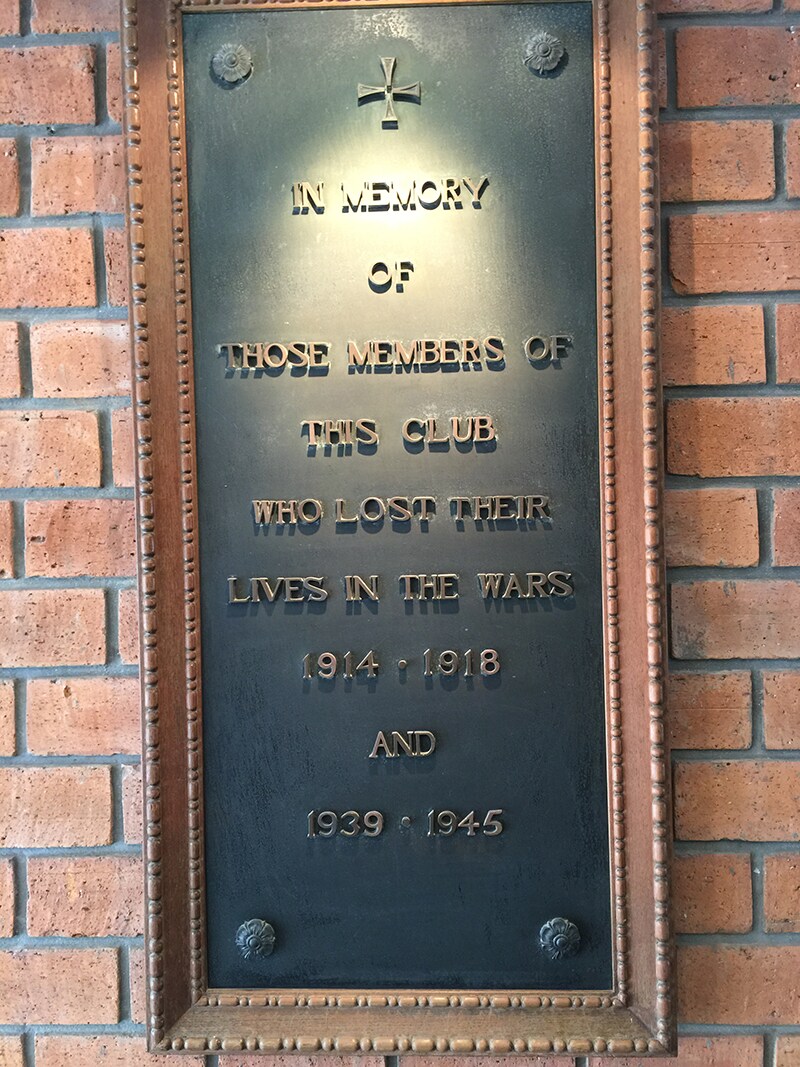 IN MEMORY
OF
THOSE MEMBERS OF
THIS CLUB
WHO LOST THEIR
LIVES IN THE WARS
1914 · 1918
AND
1939 · 1945